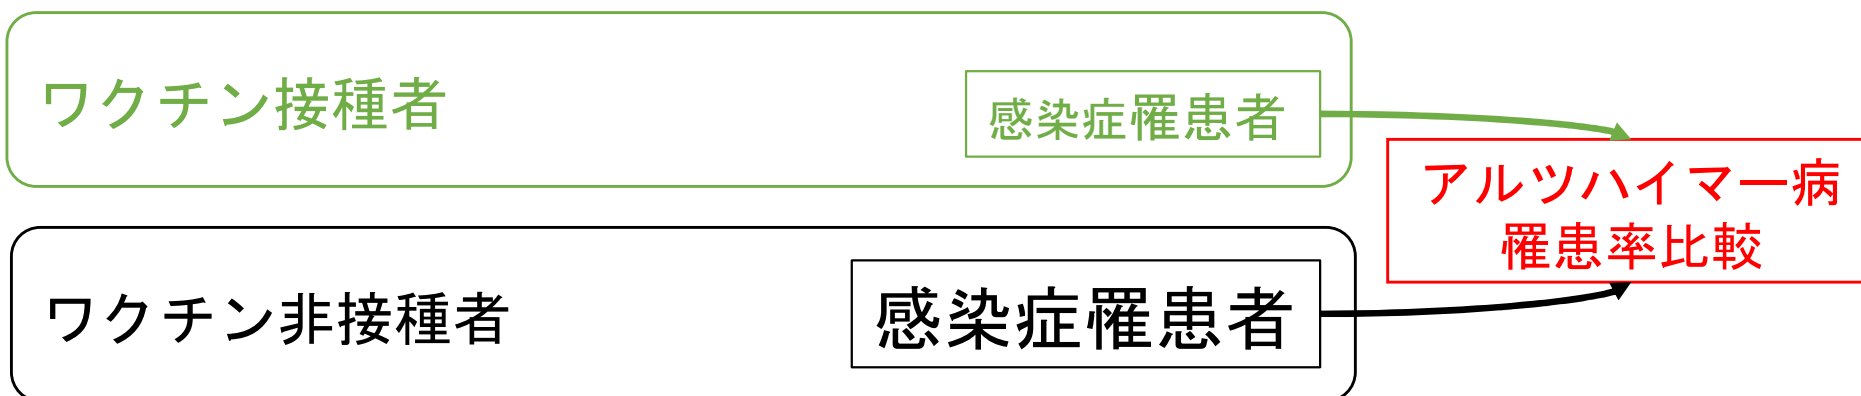 ワクチン接種者
感染症罹患者
アルツハイマー病
罹患率比較
ワクチン非接種者
感染症罹患者